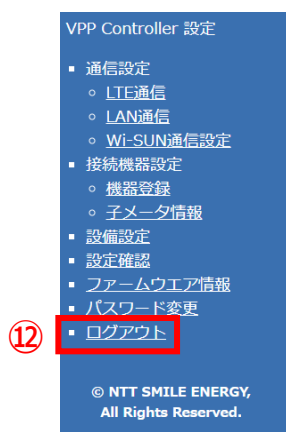 VPP Controller 設定
通信設定
LTE通信
LAN通信
Wi-SUN通信設定
接続機器設定
機器登録
子メータ情報
設備設定
設定確認
ファームウエア情報
パスワード変更
⑫ ログアウト
© NTT SMILE ENERGY,
All Rights Reserved.